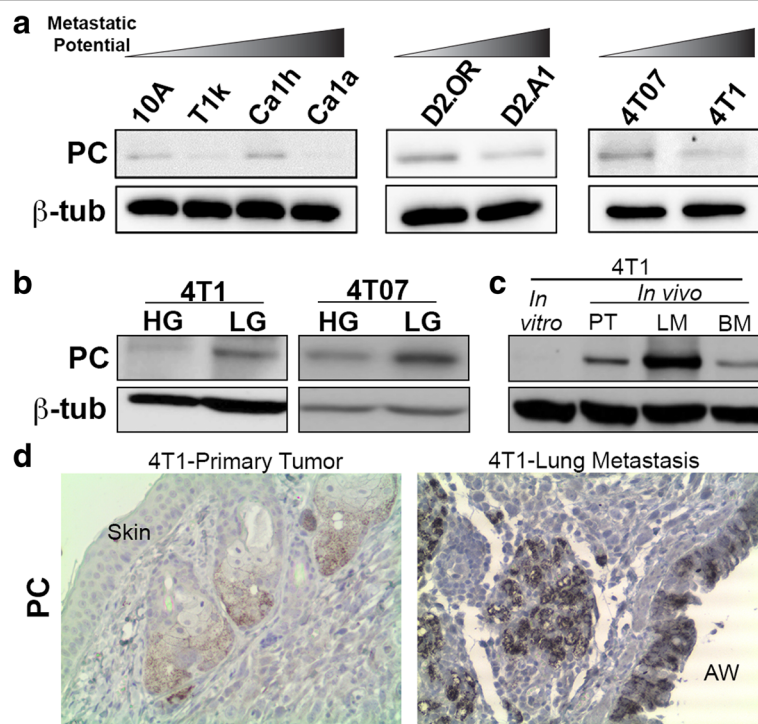 a
Metastatic
Potential
10A T1k Ca1h Ca1a D2.OR D2.A1 4T07 4T1
PC
β-tub
b
4T1 4T07
HG LG HG LG
PC
β-tub
c
4T1
In
vitro
In vivo
PT LM BM
d
4T1-Primary Tumor 4T1-Lung Metastasis
Skin
PC
AW